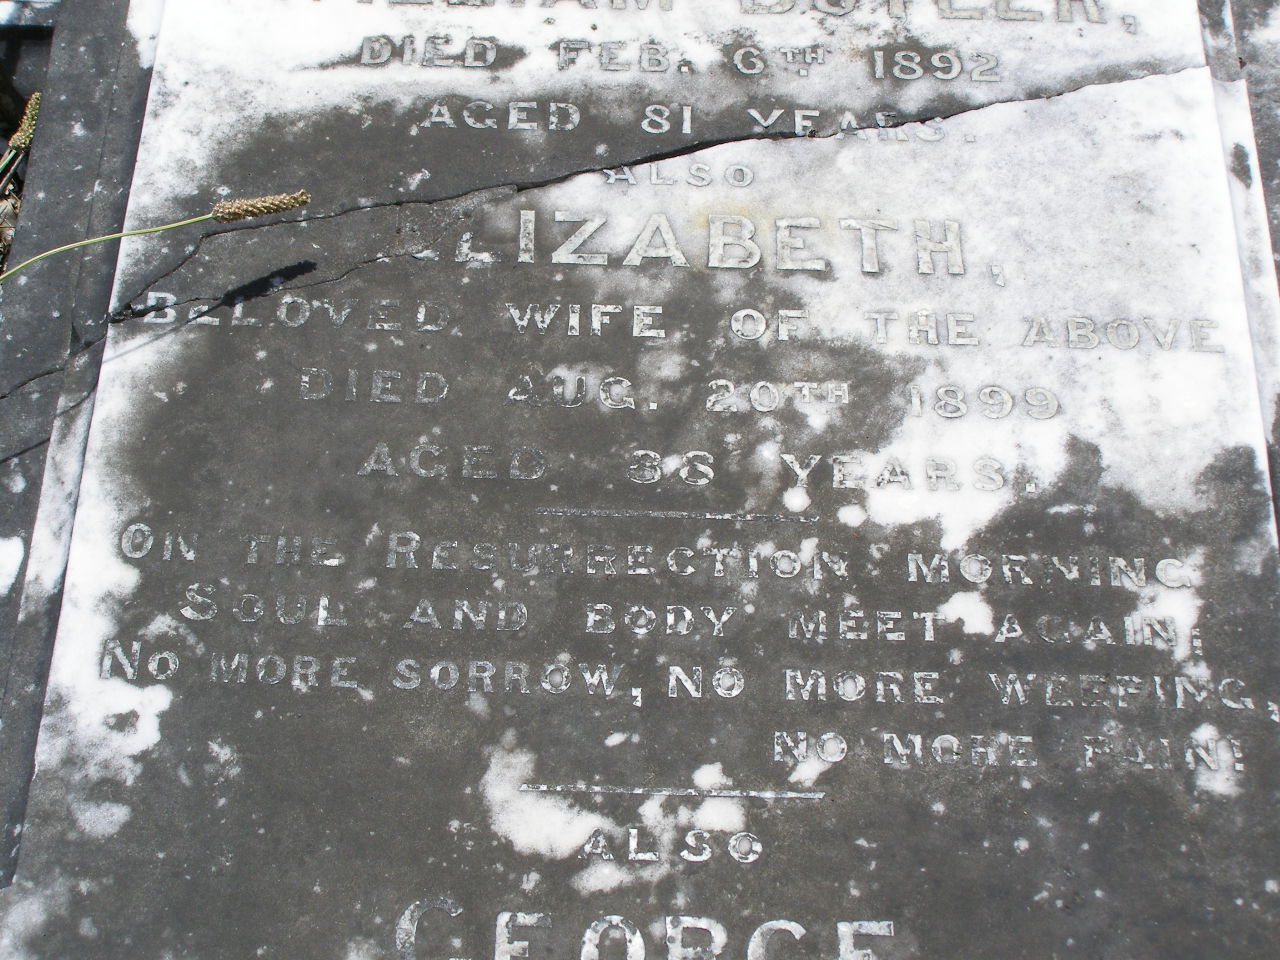 WILLIAM BUTLER,
DIED FEB. 6TH 1892
AGED 81 YEARS.
ALSO
ELIZABETH,
BELOVED WIFE OF THE ABOVE
DIED AUG. 20TH 1899
AGED YEARS.
ON THE RESURRECTION MORNING
SOUL AND BODY MEET AGAIN;
NO MORE SORROW, NO MORE WEEPING,
NO MORE PAIN!
ALSO
GEORGE